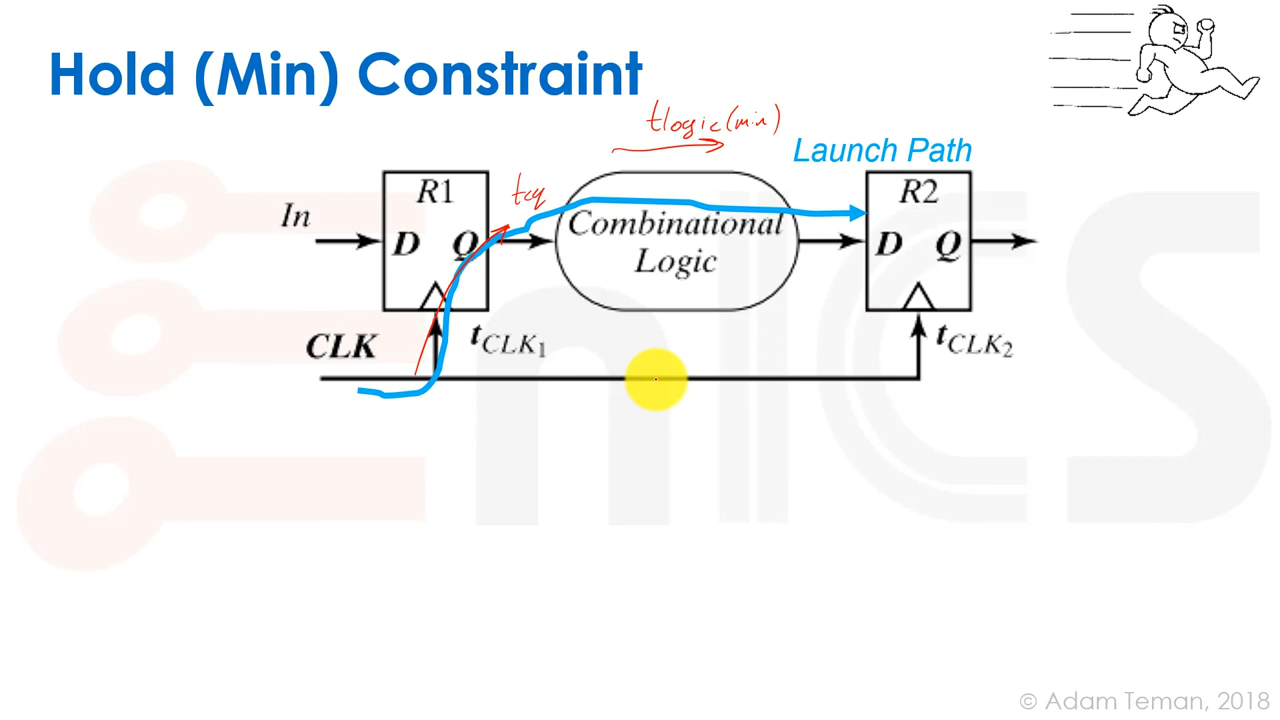 Hold (Min) Constraint
tlogic(min)
Launch Path
tcq
In
R1
D Q
Combinational
Logic
R2
D Q
CLK
tCLK1
tCLK2
enICS
© Adam Teman, 2018